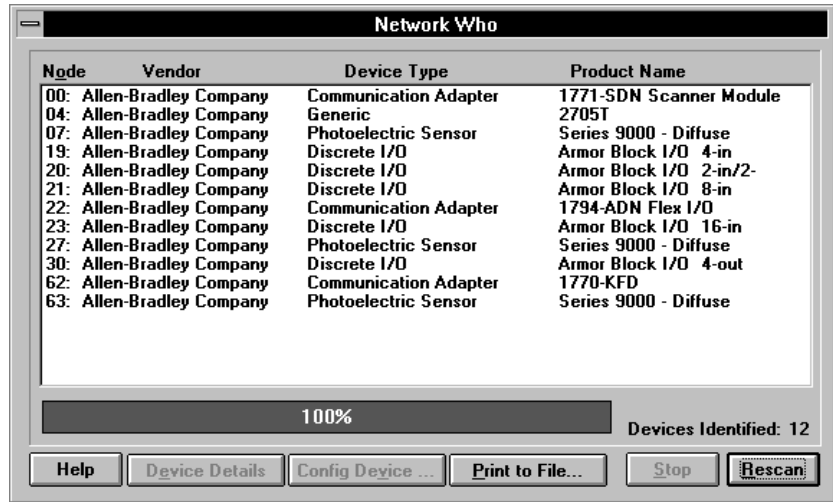 Network Who
Node Vendor Device Type Product Name
00: Allen-Bradley Company Communication Adapter 1771-SDN Scanner Module
04: Allen-Bradley Company Generic 2705T
07: Allen-Bradley Company Photoelectric Sensor Series 9000 - Diffuse
19: Allen-Bradley Company Discrete I/O Armor Block I/O 4-in
20: Allen-Bradley Company Discrete I/O Armor Block I/O 2-in/2-
21: Allen-Bradley Company Discrete I/O Armor Block I/O 8-in
22: Allen-Bradley Company Communication Adapter 1794-ADN Flex I/O
23: Allen-Bradley Company Discrete I/O Armor Block I/O 16-in
27: Allen-Bradley Company Photoelectric Sensor Series 9000 - Diffuse
30: Allen-Bradley Company Discrete I/O Armor Block I/O 4-out
62: Allen-Bradley Company Communication Adapter 1770-KFD
63: Allen-Bradley Company Photoelectric Sensor Series 9000 - Diffuse
100%
Devices Identified: 12
Help Device Details Config Device ... Print to File... Stop Rescan